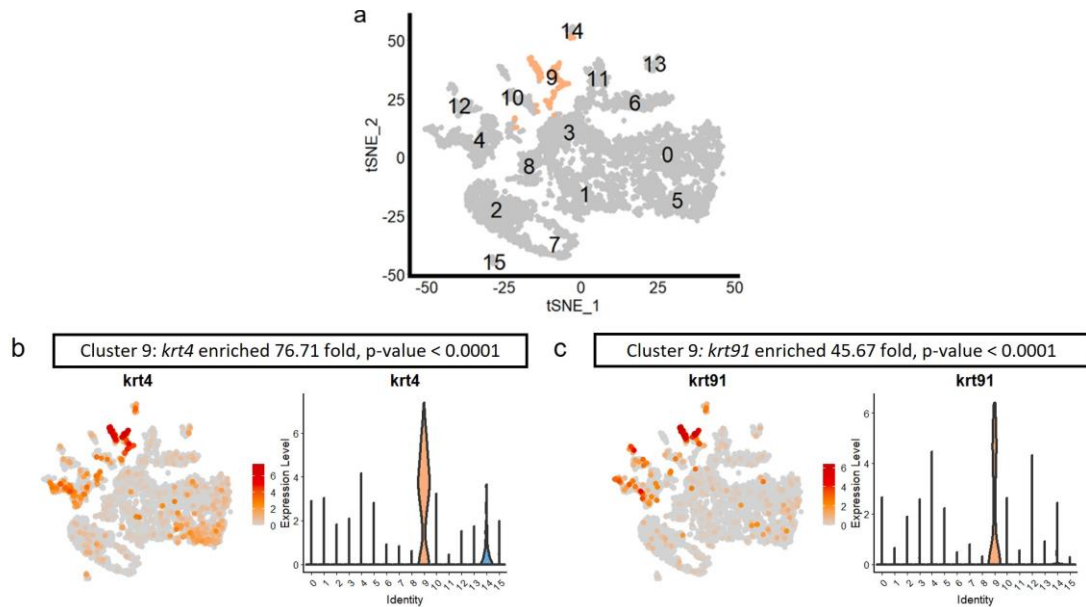 a
50
25
0
-25
-50
tSNE_2
14
13
9
11
12
10
6
4
3
0
8
1
5
2
7
15
-50
-25
0
25
50
tSNE_1
b
Cluster 9: krt4 enriched 76.71 fold, p-value < 0.0001
krt4
krt4
6
4
2
0
Expression Level
6
4
2
0
0 1 2 3 4 5 6 7 8 9 10 11 12 13 14 15
Identity
c
Cluster 9: krt91 enriched 45.67 fold, p-value < 0.0001
krt91
krt91
6
4
2
0
Expression Level
6
4
2
0
0 1 2 3 4 5 6 7 8 9 10 11 12 13 14 15
Identity